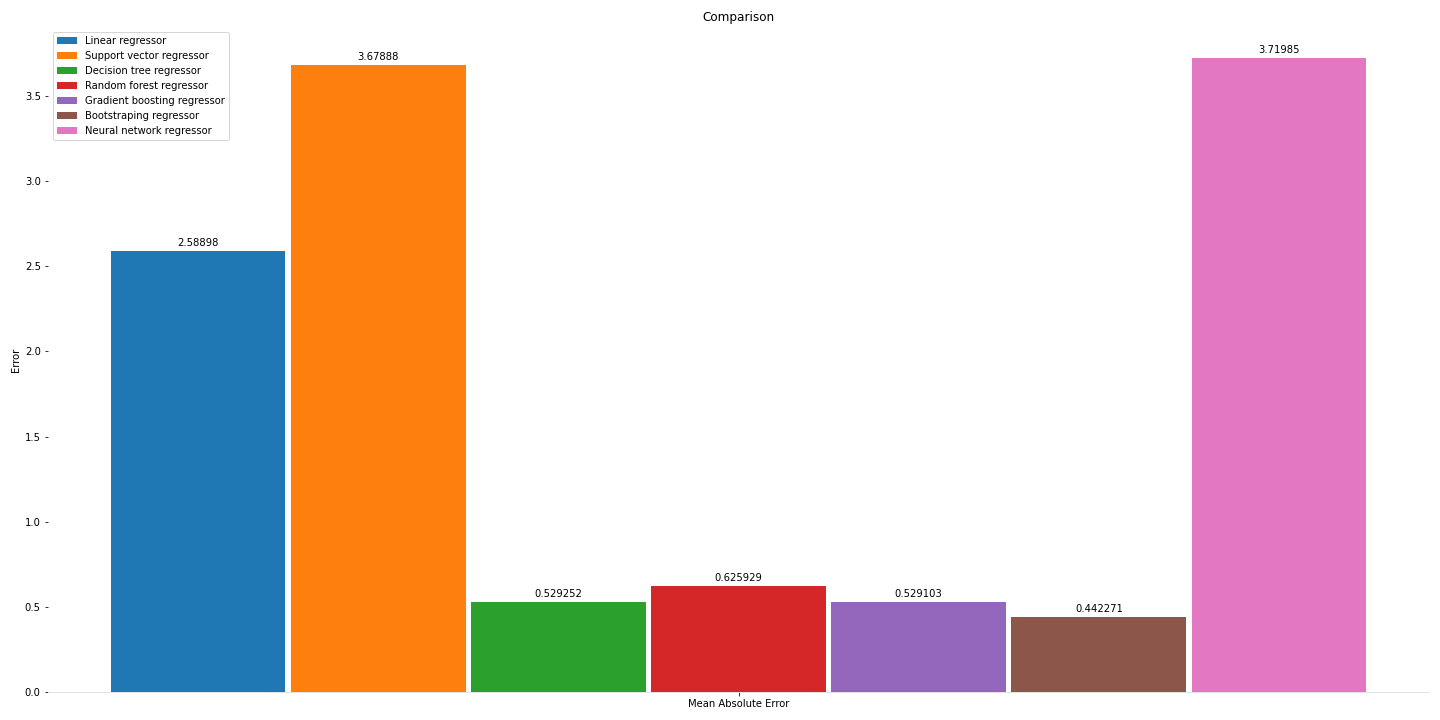 Comparison
Linear regressor
Support vector regressor
Decision tree regressor
Random forest regressor
Gradient boosting regressor
Bootstraping regressor
Neural network regressor
3.67888
3.71985
2.58898
0.529252
0.625929
0.529103
0.442271
Error
3.5
3.0
2.5
2.0
1.5
1.0
0.5
0.0
Mean Absolute Error